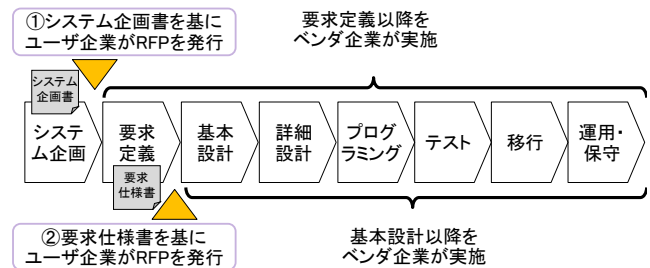 ①システム企画書を基に
ユーザ企業がRFPを発行
要求定義以降を
ベンダ企業が実施
システム
企画書
システ
ム企画
要求
定義
基本
設計
詳細
設計
プログ
ラミング
テスト
移行
運用・
保守
要求
仕様書
②要求仕様書を基に
ユーザ企業がRFPを発行
基本設計以降を
ベンダ企業が実施